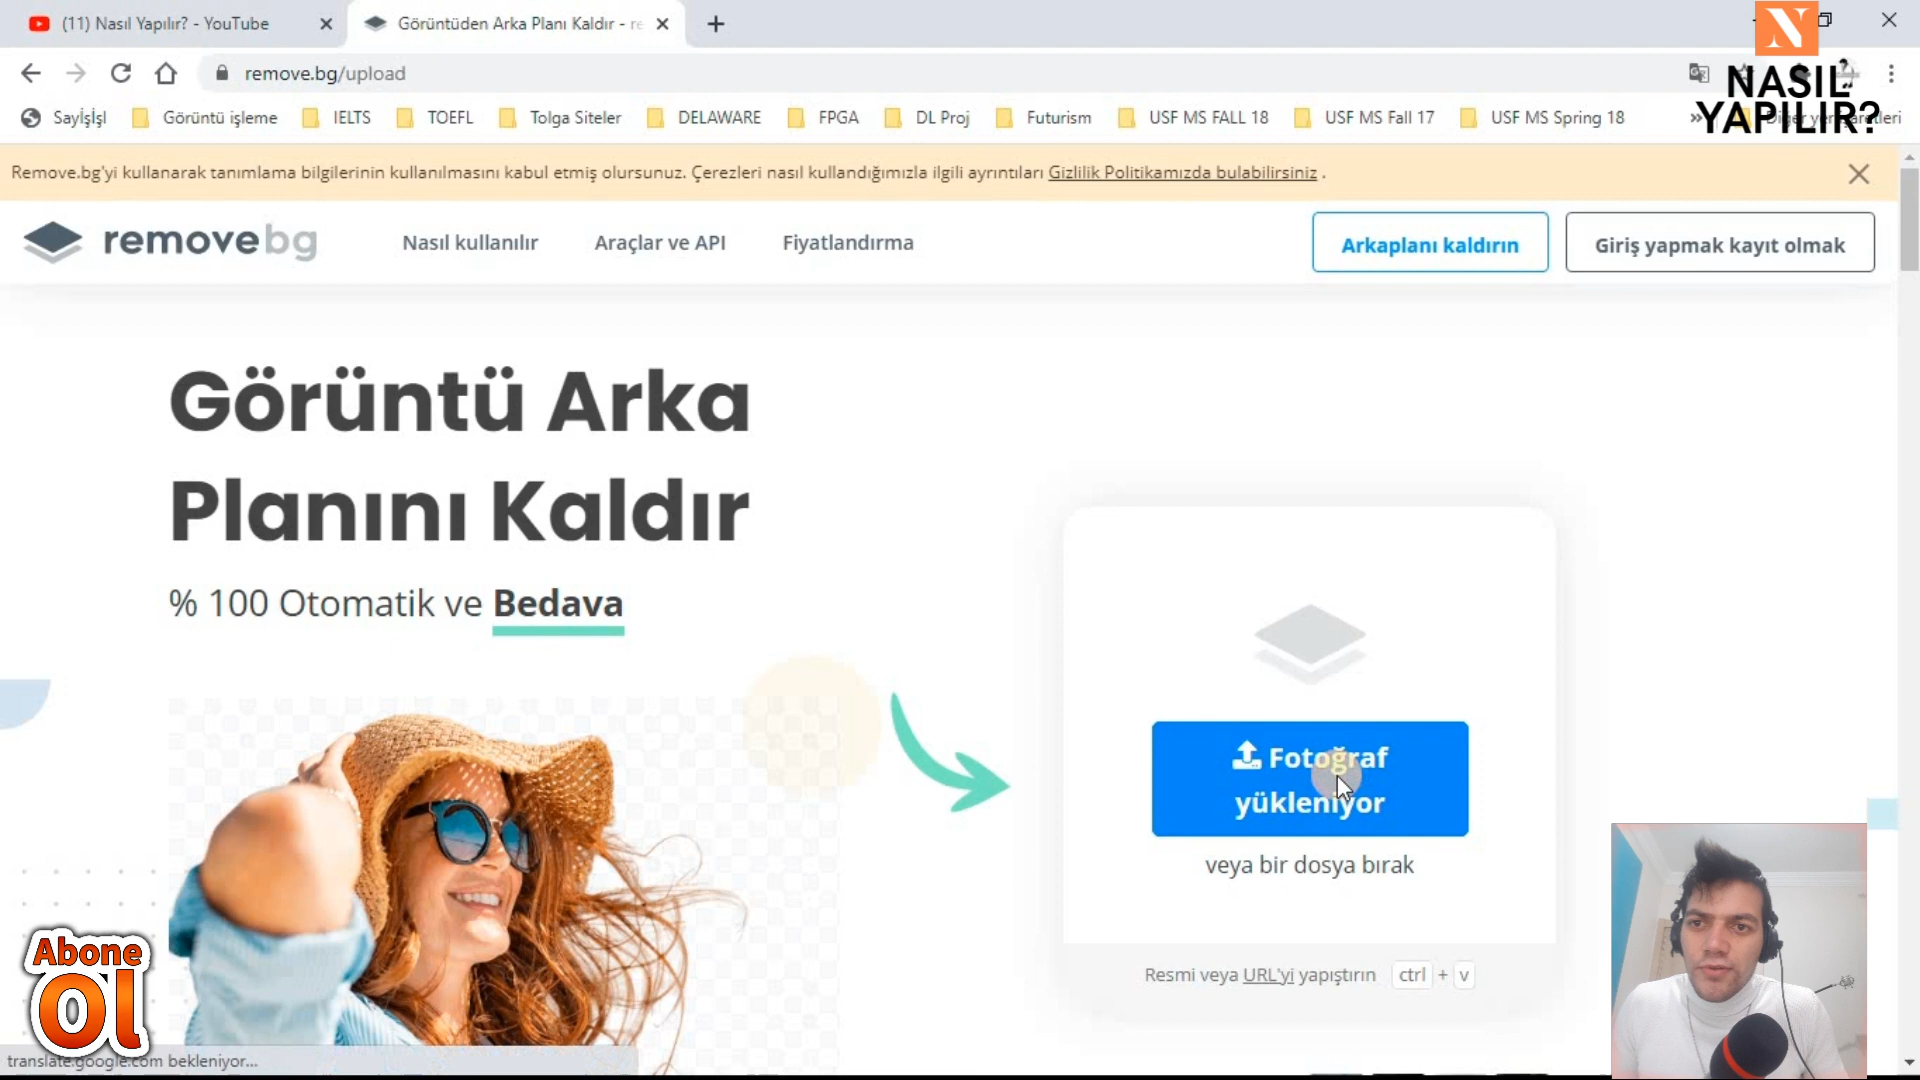 (11) Nasıl Yapılır? - YouTube
Görüntüden Arka Planı Kaldır - re
N
NASIL
YAPILIR?
remove.bg/upload
Sayİşİşl
Görüntü işleme
IELTS
TOEFL
Tolga Siteler
DELAWARE
FPGA
DL Proj
Futurism
USF MS FALL 18
USF MS Fall 17
USF MS Spring 18
»
Remove.bg'yi kullanarak tanımlama bilgilerinin kullanılmasını kabul etmiş olursunuz. Çerezleri nasıl kullandığımızla ilgili ayrıntıları Gizlilik Politikamızda bulabilirsiniz .
removebg
Nasıl kullanılır
Araçlar ve API
Fiyatlandırma
Arkaplanı kaldırın
Giriş yapmak kayıt olmak
Görüntü Arka
Planını Kaldır
% 100 Otomatik ve Bedava
Fotoğraf
yükleniyor
veya bir dosya bırak
Resmi veya URL'yi yapıştırın ctrl + v
Abone
Ol
translate.google.com bekleniyor...